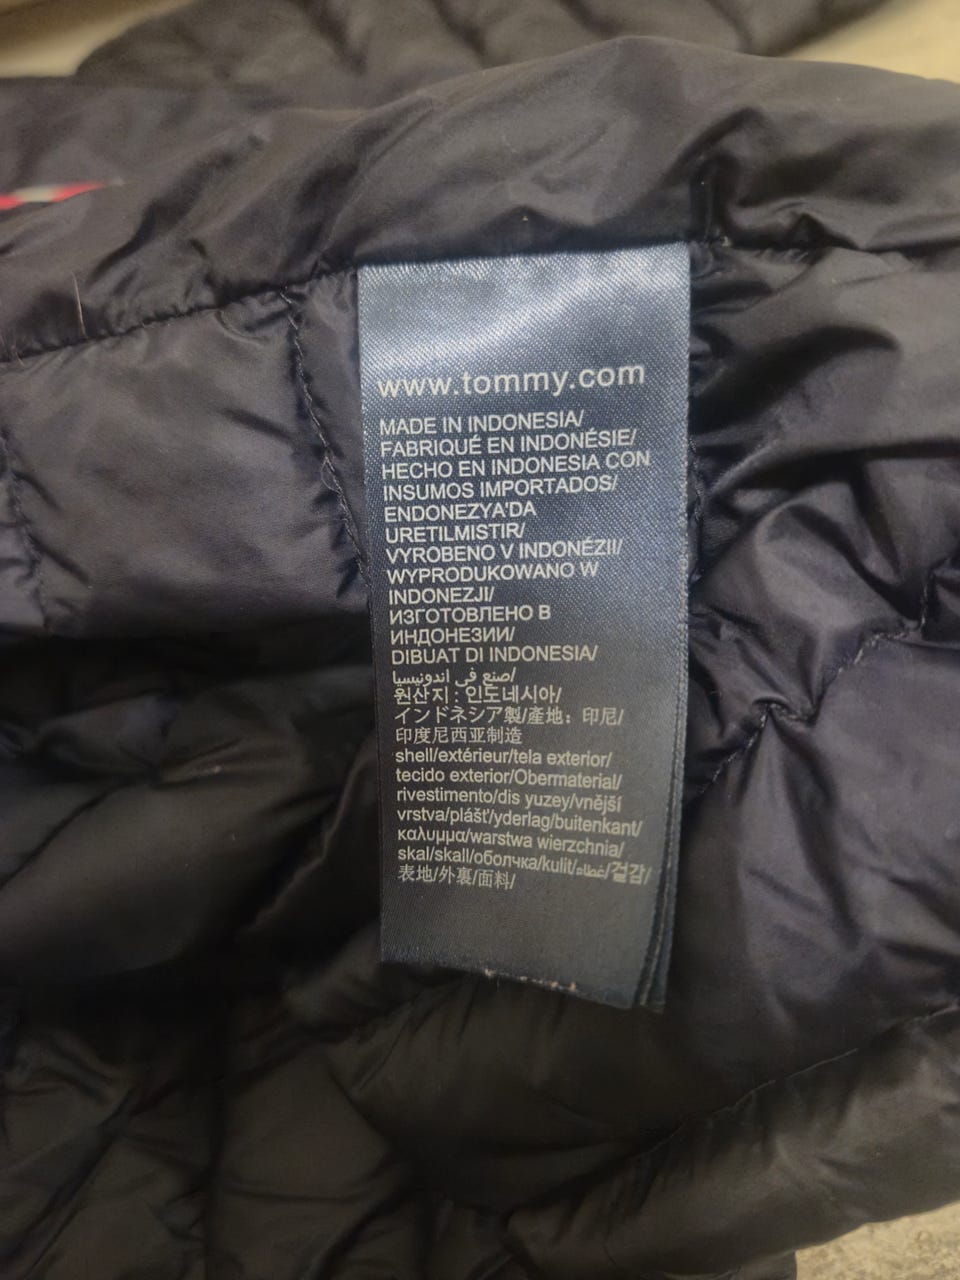 www.tommy.com
MADE IN INDONESIA/
FABRIQUÉ EN INDONÉSIE/
HECHO EN INDONESIA CON
INSUMOS IMPORTADOS/
ENDONEZYA'DA
URETILMISTIR/
VYROBENO V INDONÉZII/
WYPRODUKOWANO W
INDONEZJI/
ИЗГОТОВЛЕНО В
ИНДОНЕЗИИ/
DIBUAT DI INDONESIA/
صنع في اندونيسيا/
원산지 : 인도네시아/
インドネシア製/產地：印尼/
印度尼西亚制造
shell/extérieur/tela exterior/
tecido exterior/Obermaterial/
rivestimento/dis yuzey/vnější
vrstva/plášť/yderlag/buitenkant/
καλυμμα/warstwa wierzchnia/
skal/skall/оболчка/kulit/غطاء/겉감/
表地/外裏/面料/